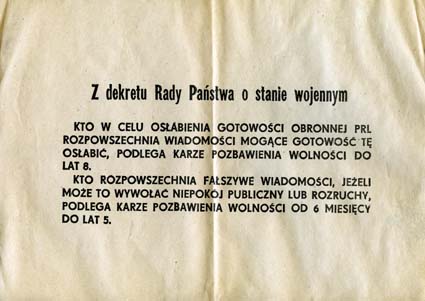 Z dekretu Rady Państwa o stanie wojennym
KTO W CELU OSŁABIENIA GOTOWOŚCI OBRONNEJ PRL
ROZPOWSZECHNIA WIADOMOŚCI MOGĄCE GOTOWOŚĆ TĘ
OSŁABIĆ, PODLEGA KARZE POZBAWIENIA WOLNOŚCI DO
LAT 8.
KTO ROZPOWSZECHNIA FAŁSZYWE WIADOMOŚCI, JEŻELI
MOŻE TO WYWOŁAĆ NIEPOKÓJ PUBLICZNY LUB ROZRUCHY,
PODLEGA KARZE POZBAWIENIA WOLNOŚCI OD 6 MIESIĘCY
DO LAT 5.